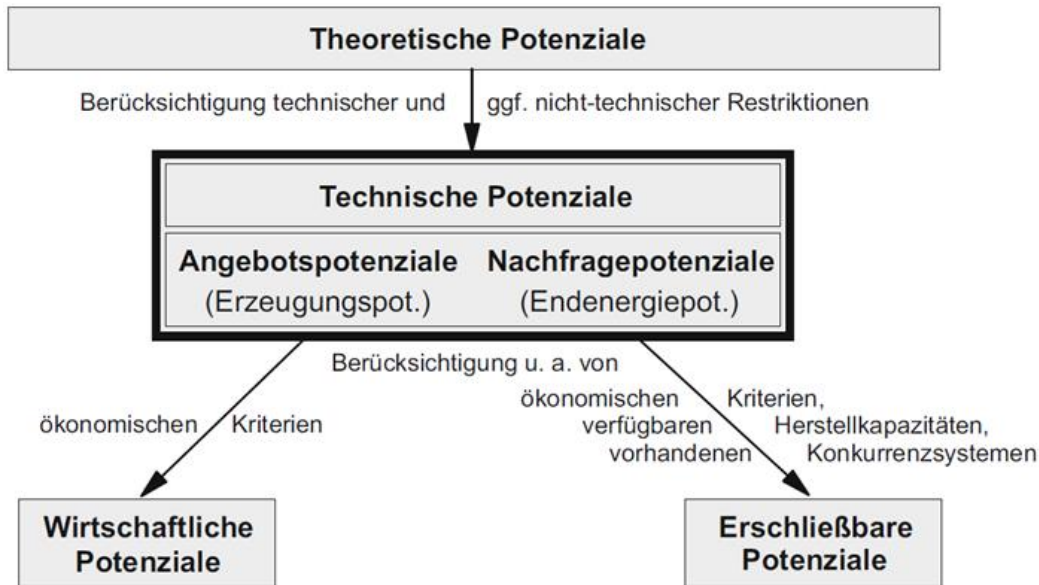 Theoretische Potenziale
Berücksichtigung technischer und ggf. nicht-technischer Restriktionen
Technische Potenziale
Angebotspotenziale Nachfragepotenziale
(Erzeugungspot.) (Endenergiepot.)
Berücksichtigung u. a. von
ökonomischen Kriterien
ökonomischen Kriterien,
verfügbaren Herstellkapazitäten,
vorhandenen Konkurrenzsystemen
Wirtschaftliche
Potenziale
Erschließbare
Potenziale